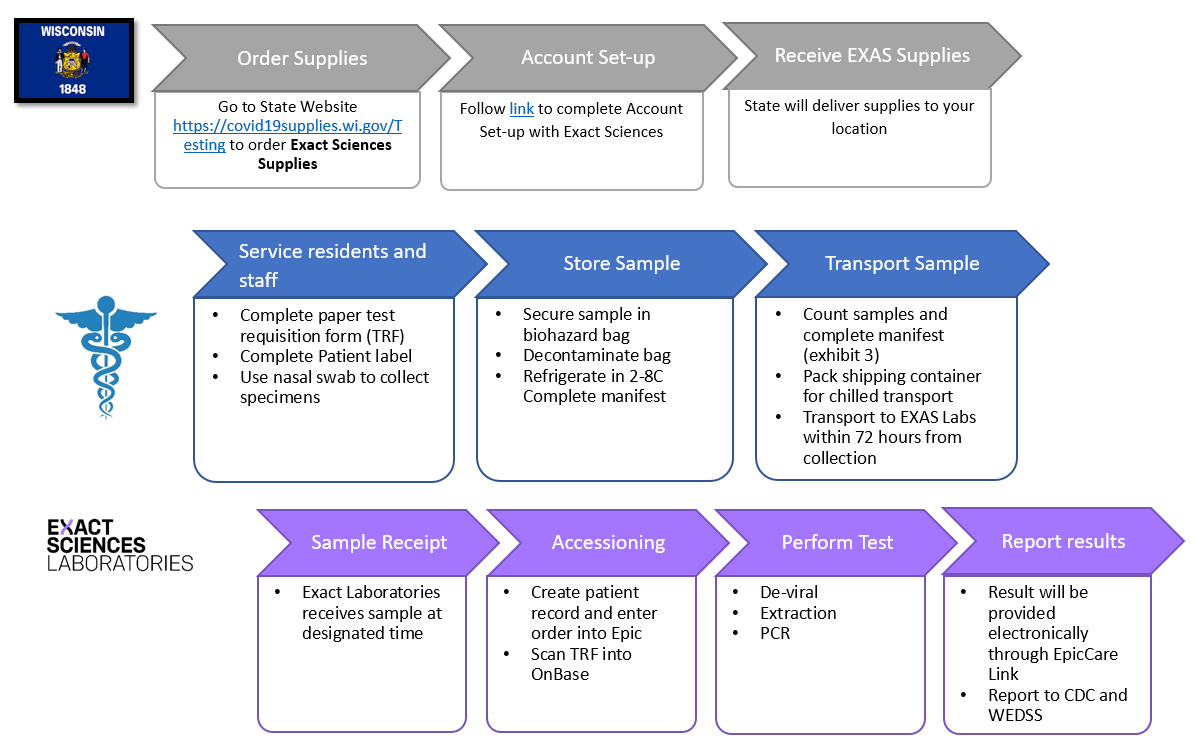 WISCONSIN
1848
Order Supplies
Go to State Website
https://covid19supplies.wi.gov/T
esting to order Exact Sciences
Supplies
Account Set-up
Follow link to complete Account
Set-up with Exact Sciences
Receive EXAS Supplies
State will deliver supplies to your
location
Service residents and
staff
• Complete paper test
requisition form (TRF)
• Complete Patient label
• Use nasal swab to collect
specimens
Store Sample
• Secure sample in
biohazard bag
• Decontaminate bag
• Refrigerate in 2-8C
Complete manifest
Transport Sample
• Count samples and
complete manifest
(exhibit 3)
• Pack shipping container
for chilled transport
• Transport to EXAS Labs
within 72 hours from
collection
EXACT
SCIENCES
LABORATORIES
Sample Receipt
• Exact Laboratories
receives sample at
designated time
Accessioning
• Create patient
record and enter
order into Epic
• Scan TRF into
OnBase
Perform Test
• De-viral
• Extraction
• PCR
Report results
• Result will be
provided
electronically
through EpicCare
Link
• Report to CDC and
WEDSS